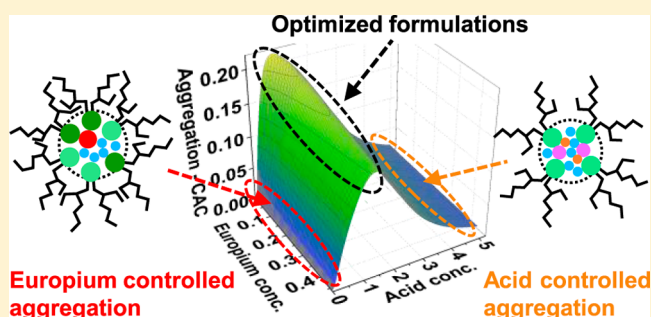 Optimized formulations
Aggregation - CAC
0.20
0.15
0.10
0.05
0.00
0.1
0.2
0.3
0.4
Europium conc.
0
1
2
3
4
5
Acid conc.
Europium controlled
aggregation
Acid controlled
aggregation